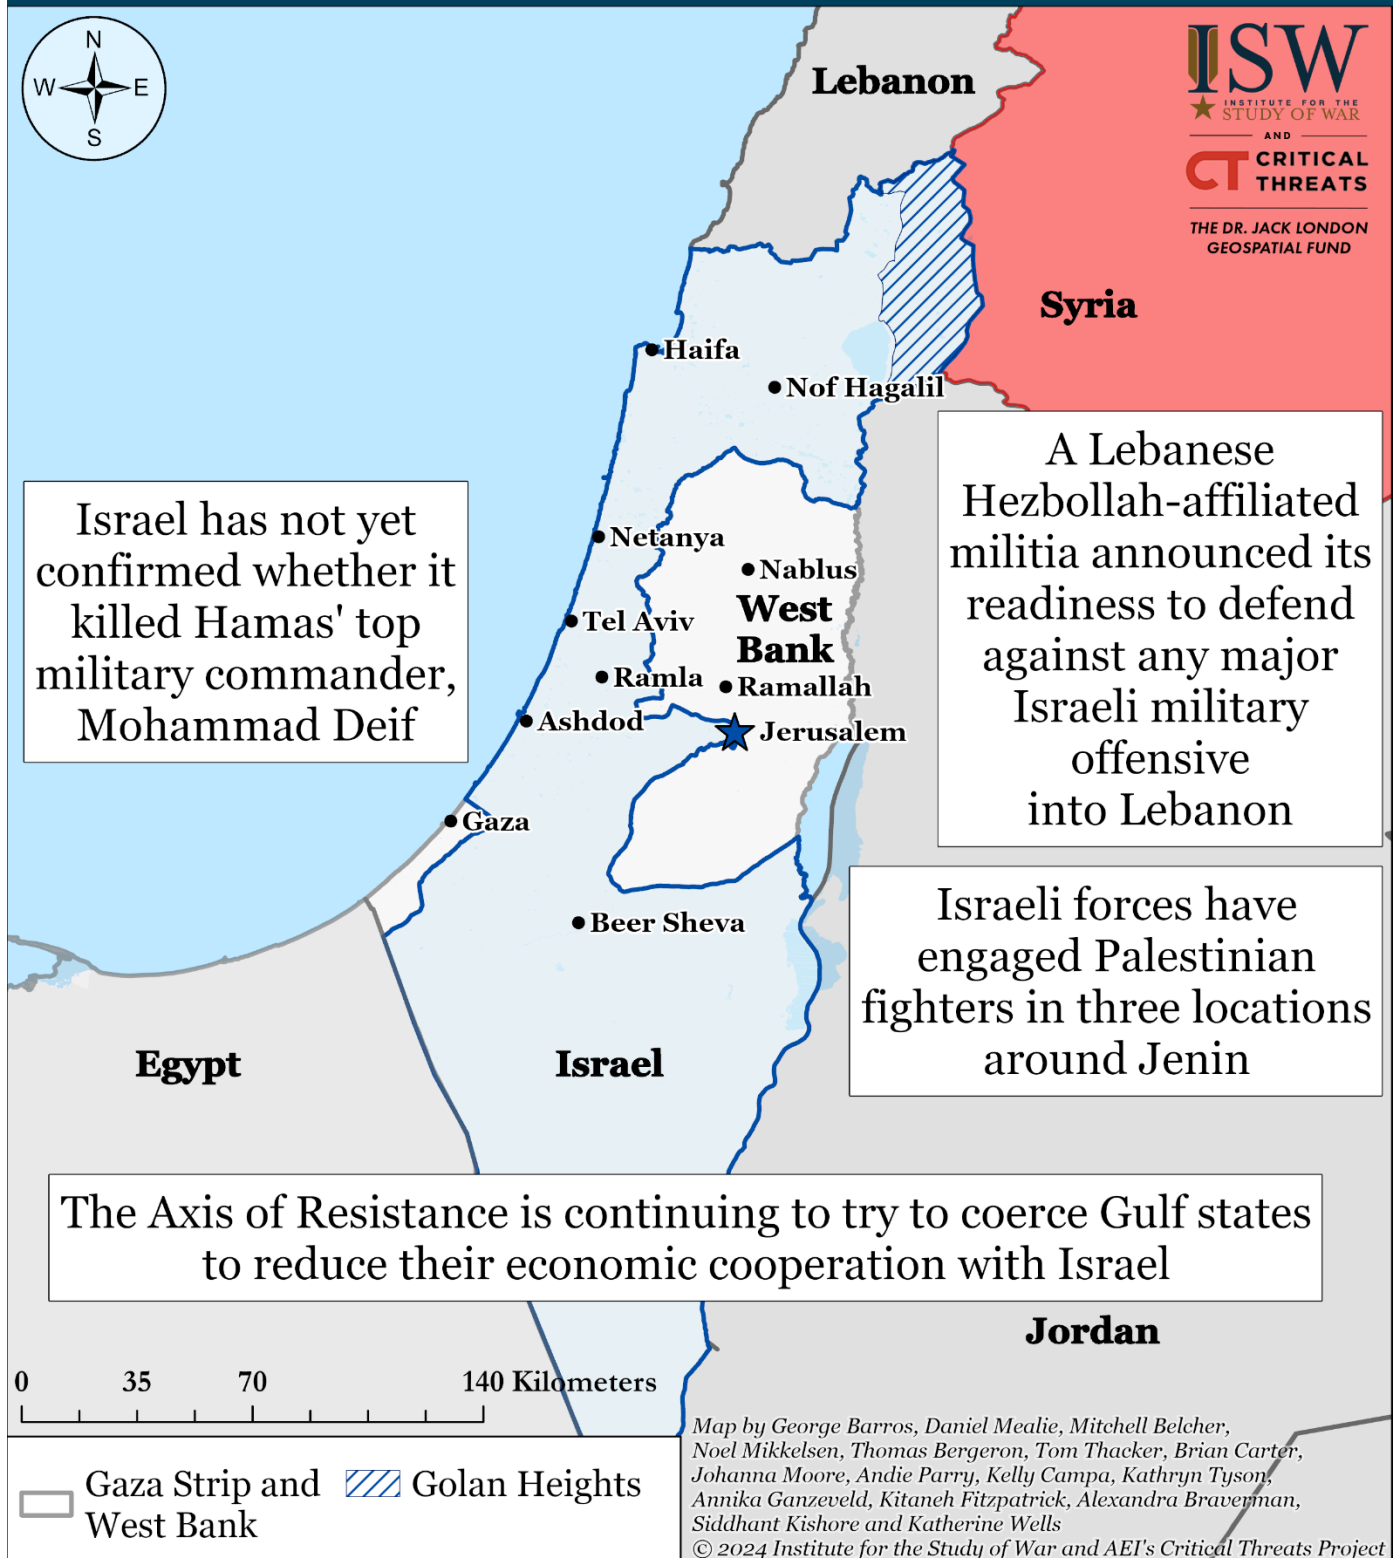 N
W
E
S
Lebanon
ISW
INSTITUTE FOR THE
STUDY OF WAR
AND
CT CRITICAL
THREATS
THE DR. JACK LONDON
GEOSPATIAL FUND
Syria
Haifa
Nof Hagalil
A Lebanese
Hezbollah-affiliated
militia announced its
readiness to defend
against any major
Israeli military
offensive
into Lebanon
Israel has not yet
confirmed whether it
killed Hamas' top
military commander,
Mohammad Deif
Netanya
Nablus
West
Bank
Tel Aviv
Ramla
Ramallah
Ashdod
Jerusalem
Gaza
Beer Sheva
Israeli forces have
engaged Palestinian
fighters in three locations
around Jenin
Egypt
Israel
The Axis of Resistance is continuing to try to coerce Gulf states
to reduce their economic cooperation with Israel
Jordan
0 35 70 140 Kilometers
Gaza Strip and
West Bank
Golan Heights
Map by George Barros, Daniel Mealie, Mitchell Belcher,
Noel Mikkelsen, Thomas Bergeron, Tom Thacker, Brian Carter,
Johanna Moore, Andie Parry, Kelly Campa, Kathryn Tyson,
Annika Ganzeveld, Kitaneh Fitzpatrick, Alexandra Braverman,
Siddhant Kishore and Katherine Wells
© 2024 Institute for the Study of War and AEI's Critical Threats Project